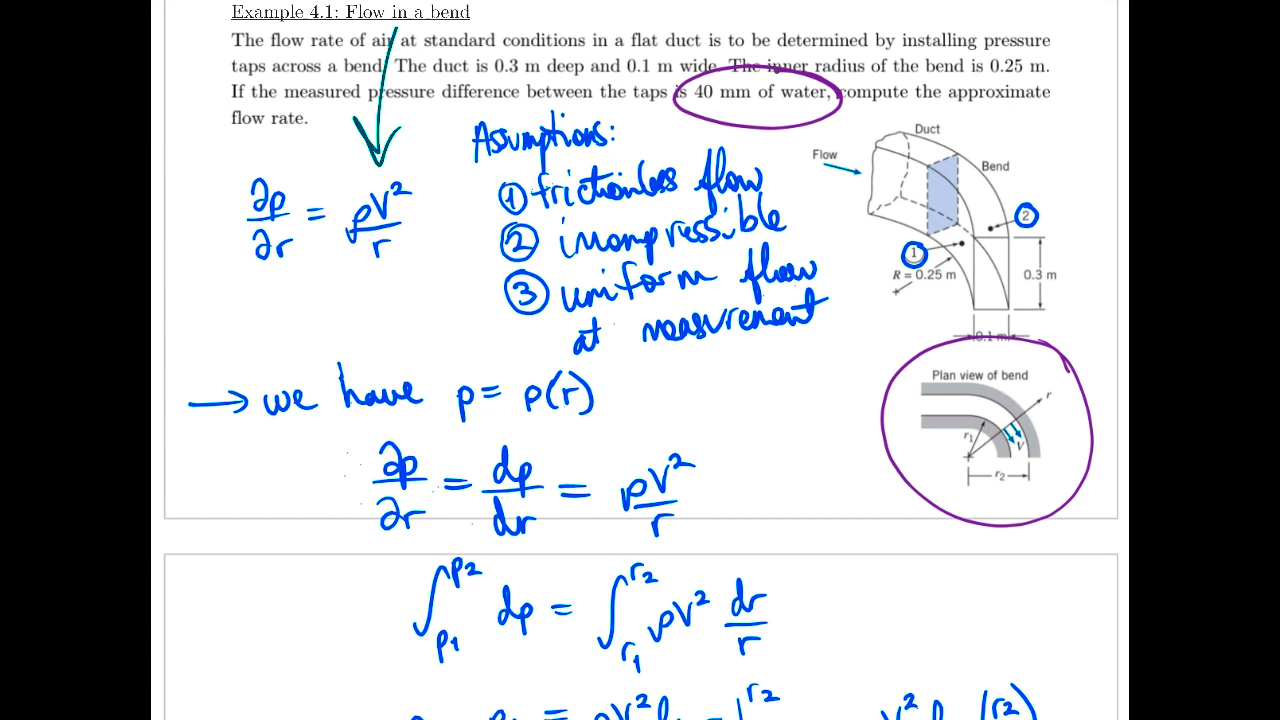 Example 4.1: Flow in a bend
The flow rate of air at standard conditions in a flat duct is to be determined by installing pressure
taps across a bend. The duct is 0.3 m deep and 0.1 m wide. The inner radius of the bend is 0.25 m.
If the measured pressure difference between the taps is 40 mm of water, compute the approximate
flow rate.
∂p/∂r = ρV²/r
Assumptions:
① frictionless flow
② incompressible
③ uniform flow
at measurement
Duct
Flow
Bend
②
①
R = 0.25 m
0.3 m
0.1 m
→ we have p = p(r)
Plan view of bend
r
r₁
V
r₂
∂p/∂r = dp/dr = ρV²/r
∫p₁^p₂ dp = ∫r₁^r₂ ρV² dr/r